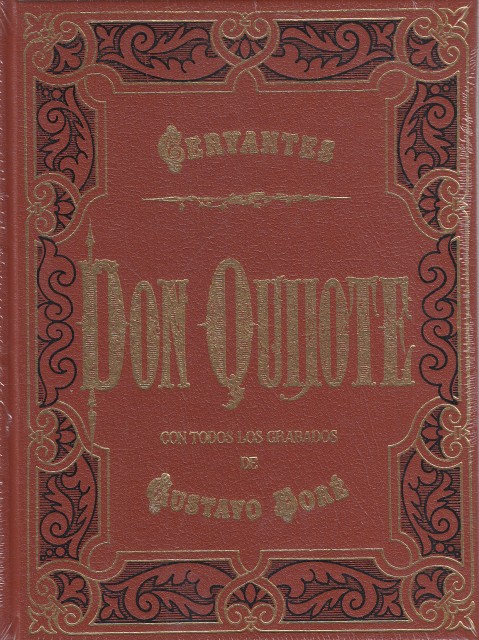 CERVANTES
DON QUIJOTE
CON TODOS LOS GRABADOS
DE
GUSTAVO DORÉ